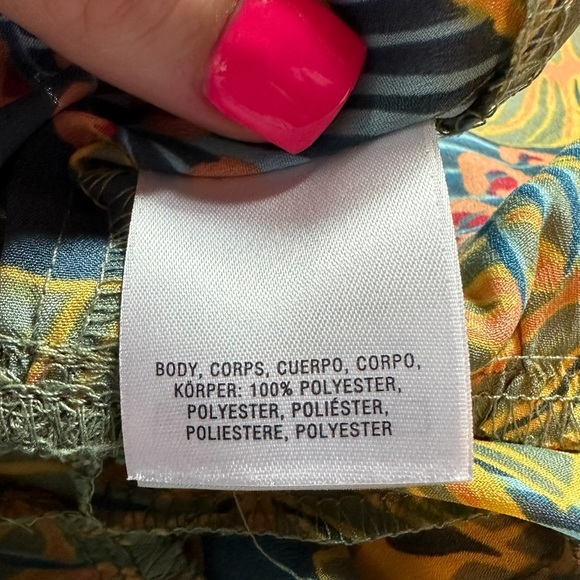 BODY, CORPS, CUERPO, CORPO,
KÖRPER: 100% POLYESTER,
POLYESTER, POLIÉSTER,
POLIESTERE, POLYESTER